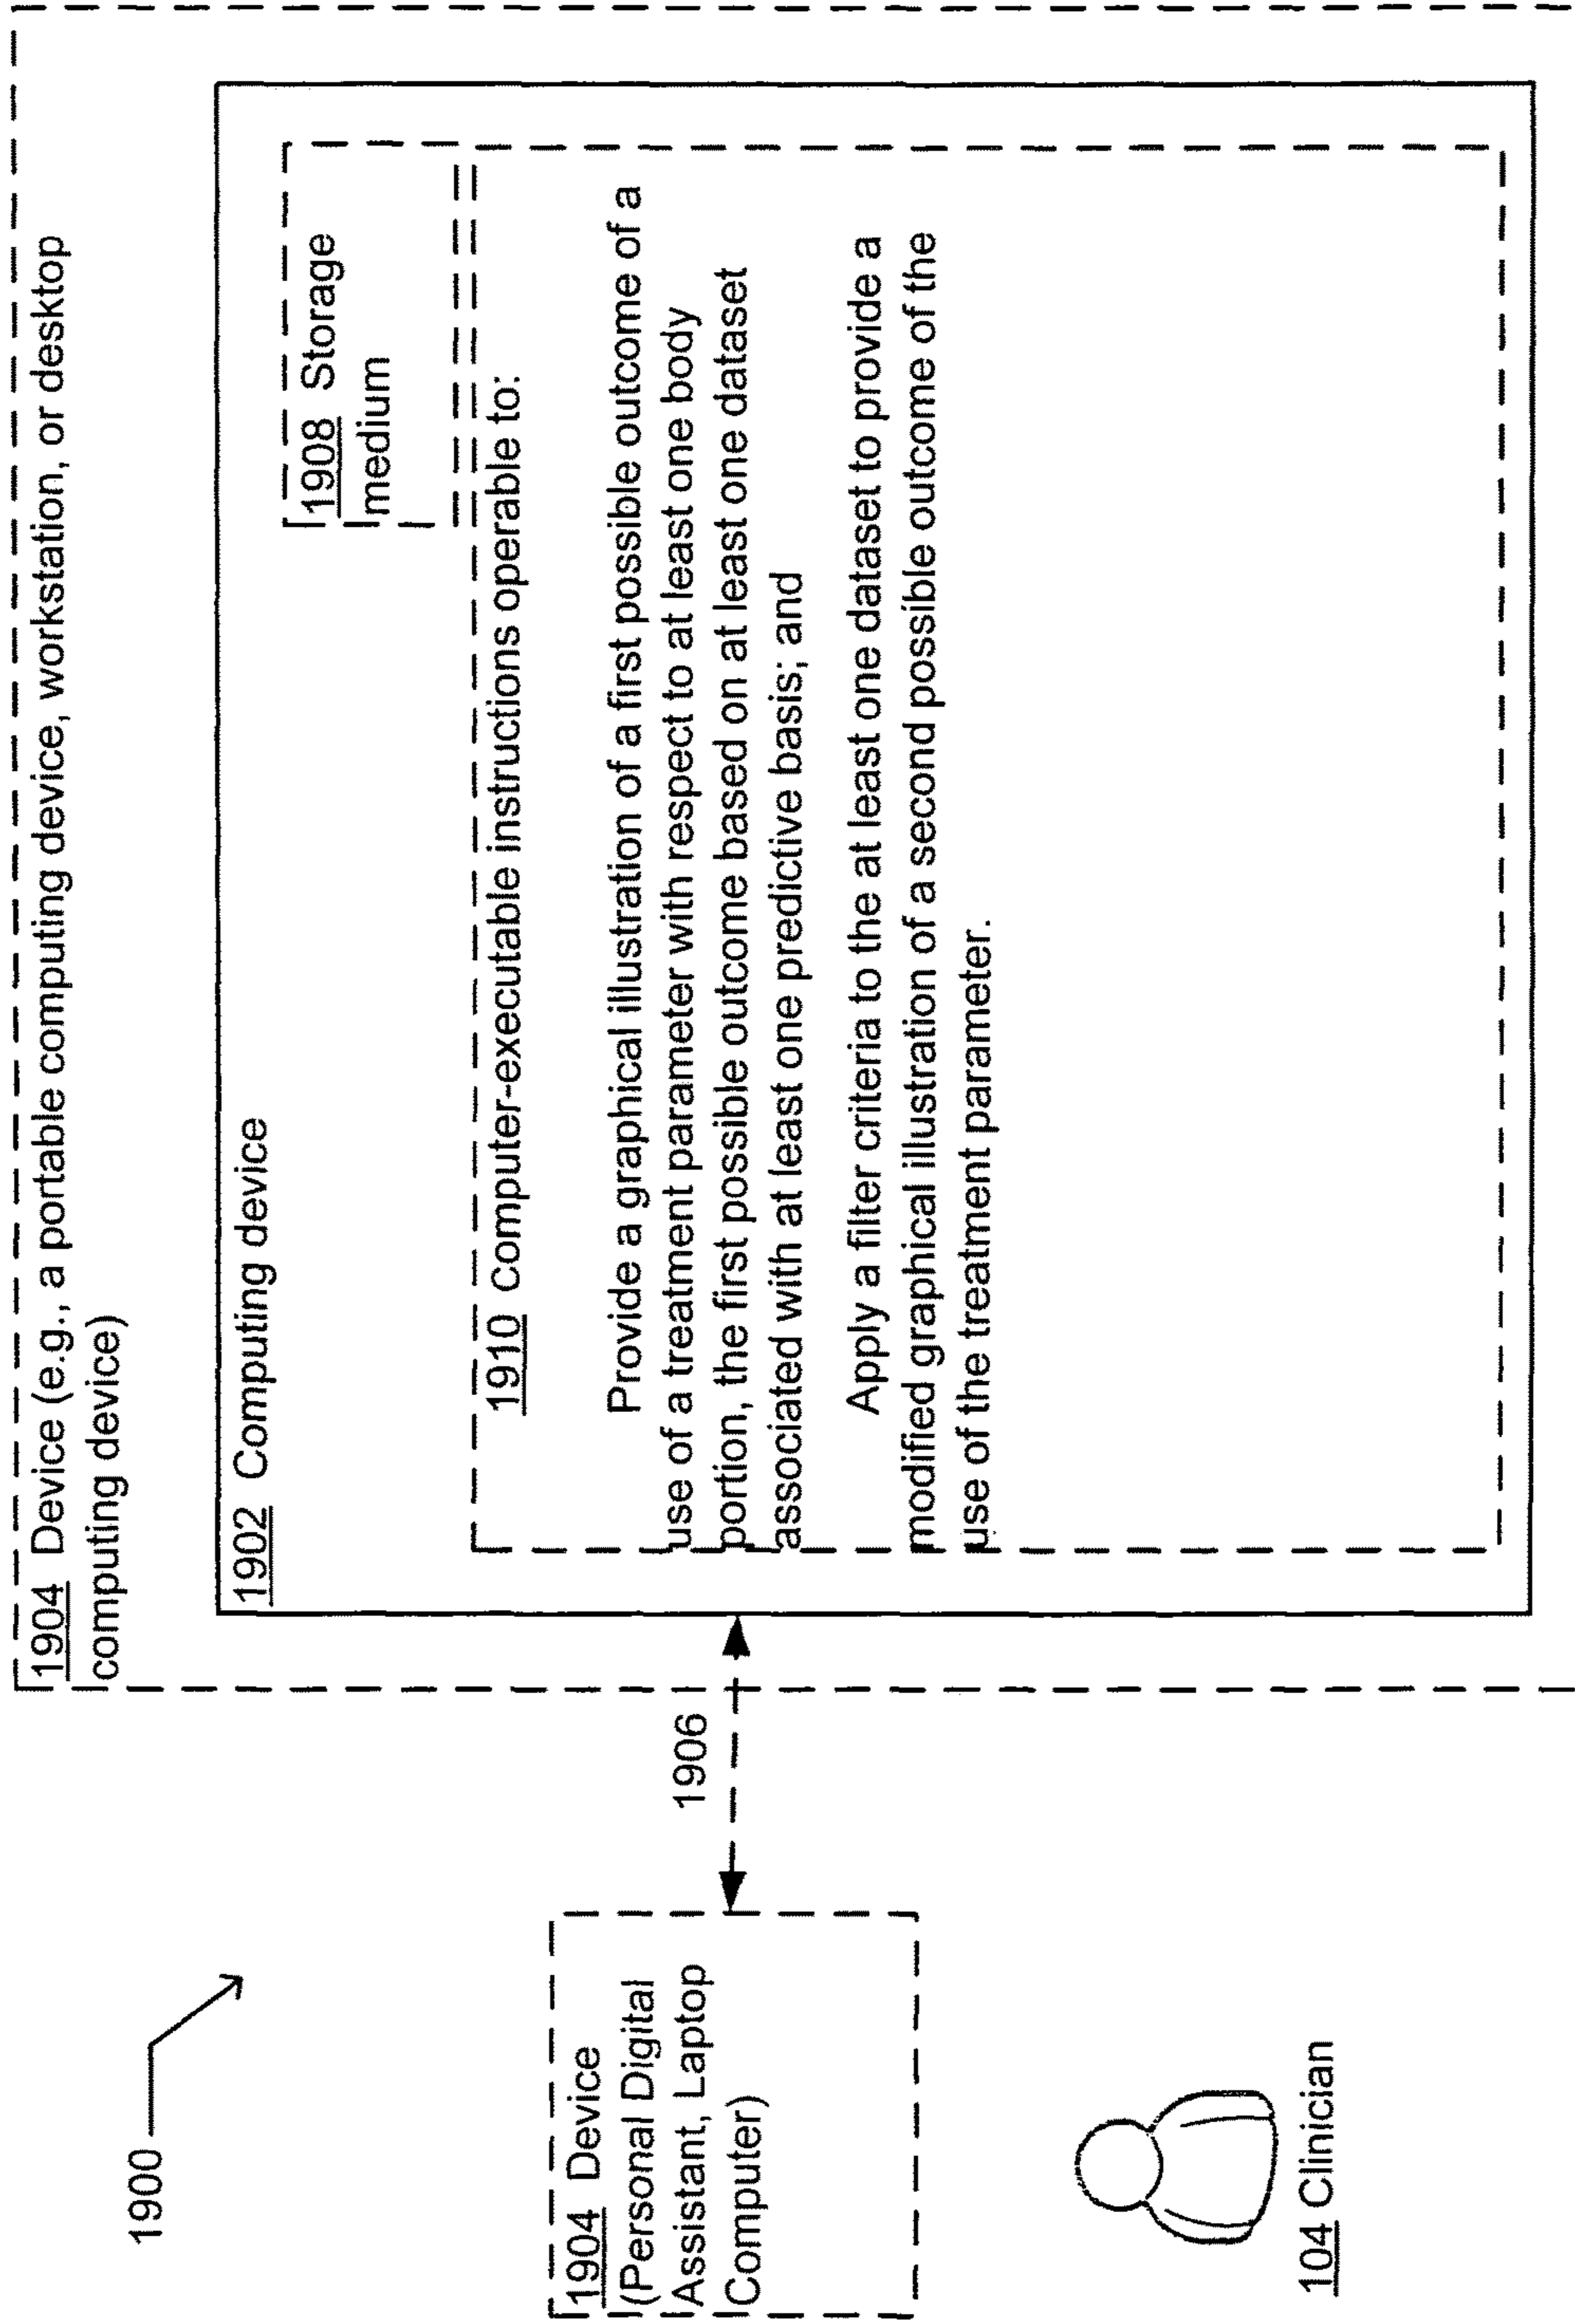 1900
1904 Device (e.g., a portable computing device, workstation, or desktop
computing device)
1902 Computing device
1908 Storage
medium
1910 Computer-executable instructions operable to:
Provide a graphical illustration of a first possible outcome of a
use of a treatment parameter with respect to at least one body
portion, the first possible outcome based on at least one dataset
associated with at least one predictive basis; and
Apply a filter criteria to the at least one dataset to provide a
modified graphical illustration of a second possible outcome of the
use of the treatment parameter.
1906
1904 Device
(Personal Digital
Assistant, Laptop
Computer)
104 Clinician